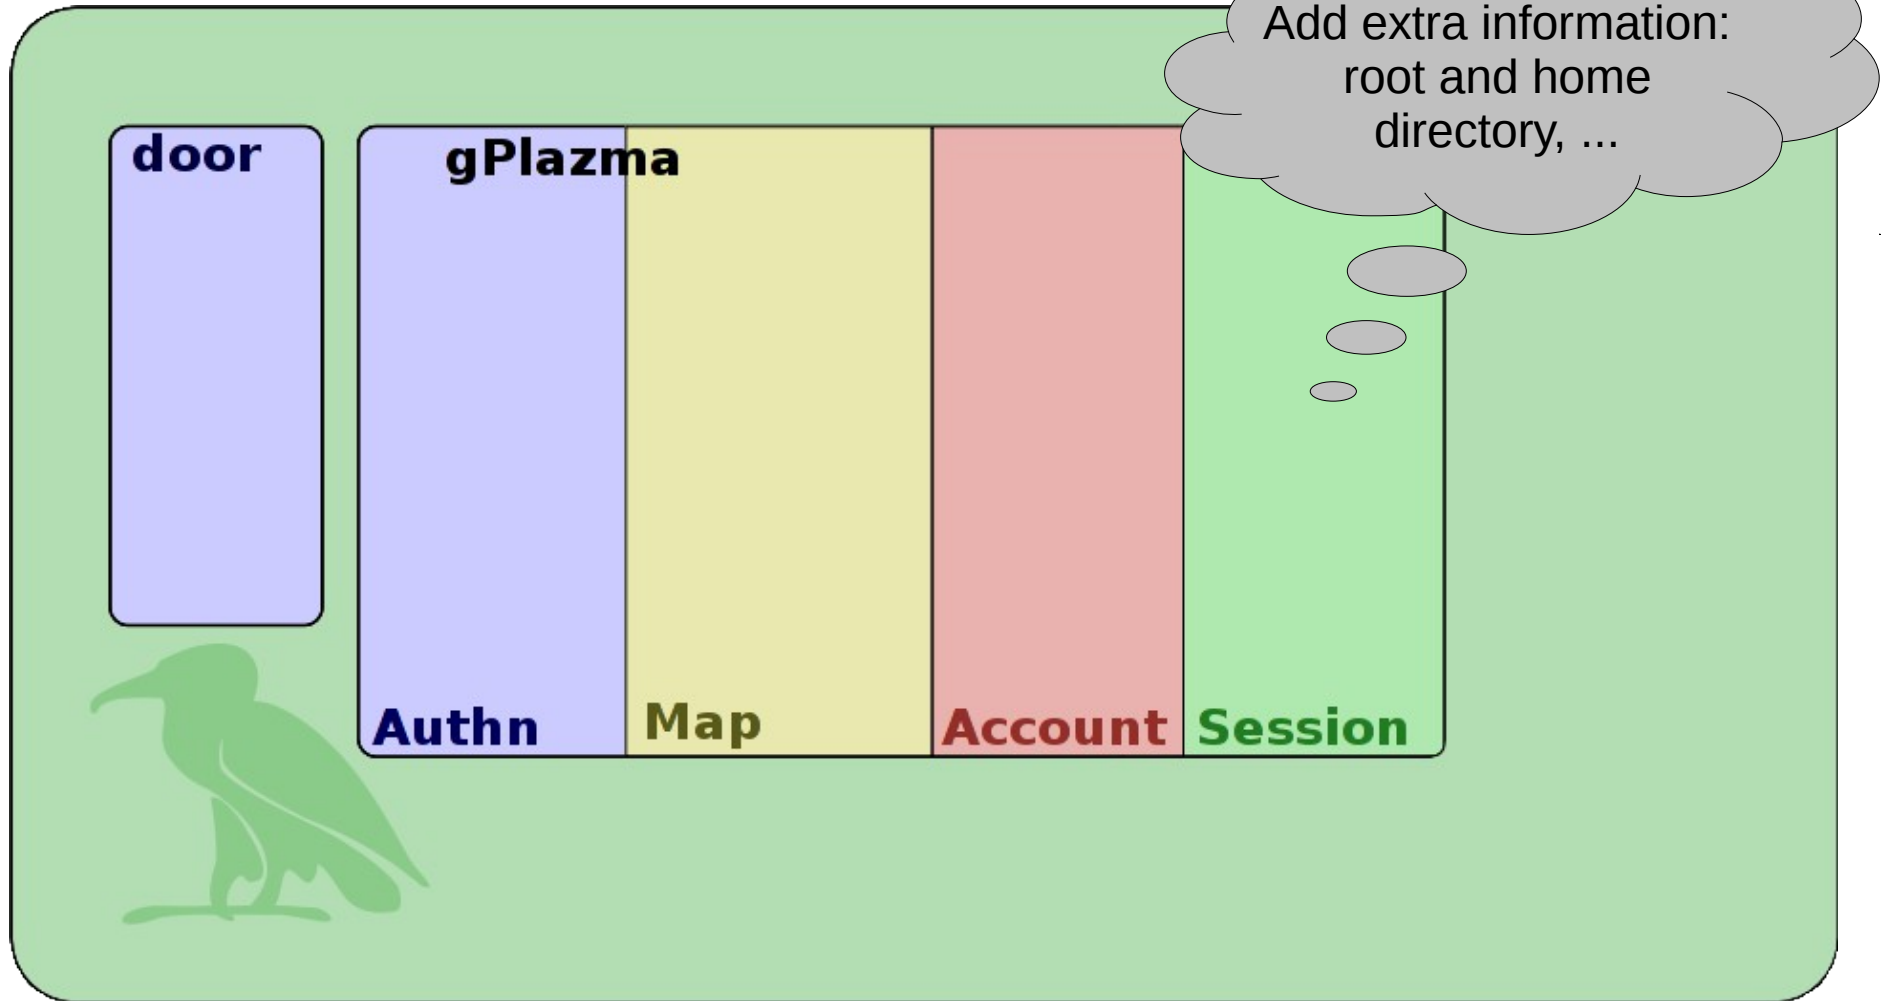 Add extra information:
root and home
directory, ...
door
gPlazma
Authn
Map
Account
Session